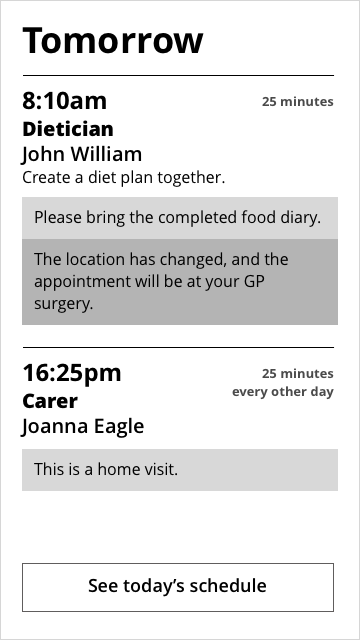 Tomorrow
8:10am
25 minutes
Dietician
John William
Create a diet plan together.
Please bring the completed food diary.
The location has changed, and the
appointment will be at your GP
surgery.
16:25pm
25 minutes
every other day
Carer
Joanna Eagle
This is a home visit.
See today’s schedule